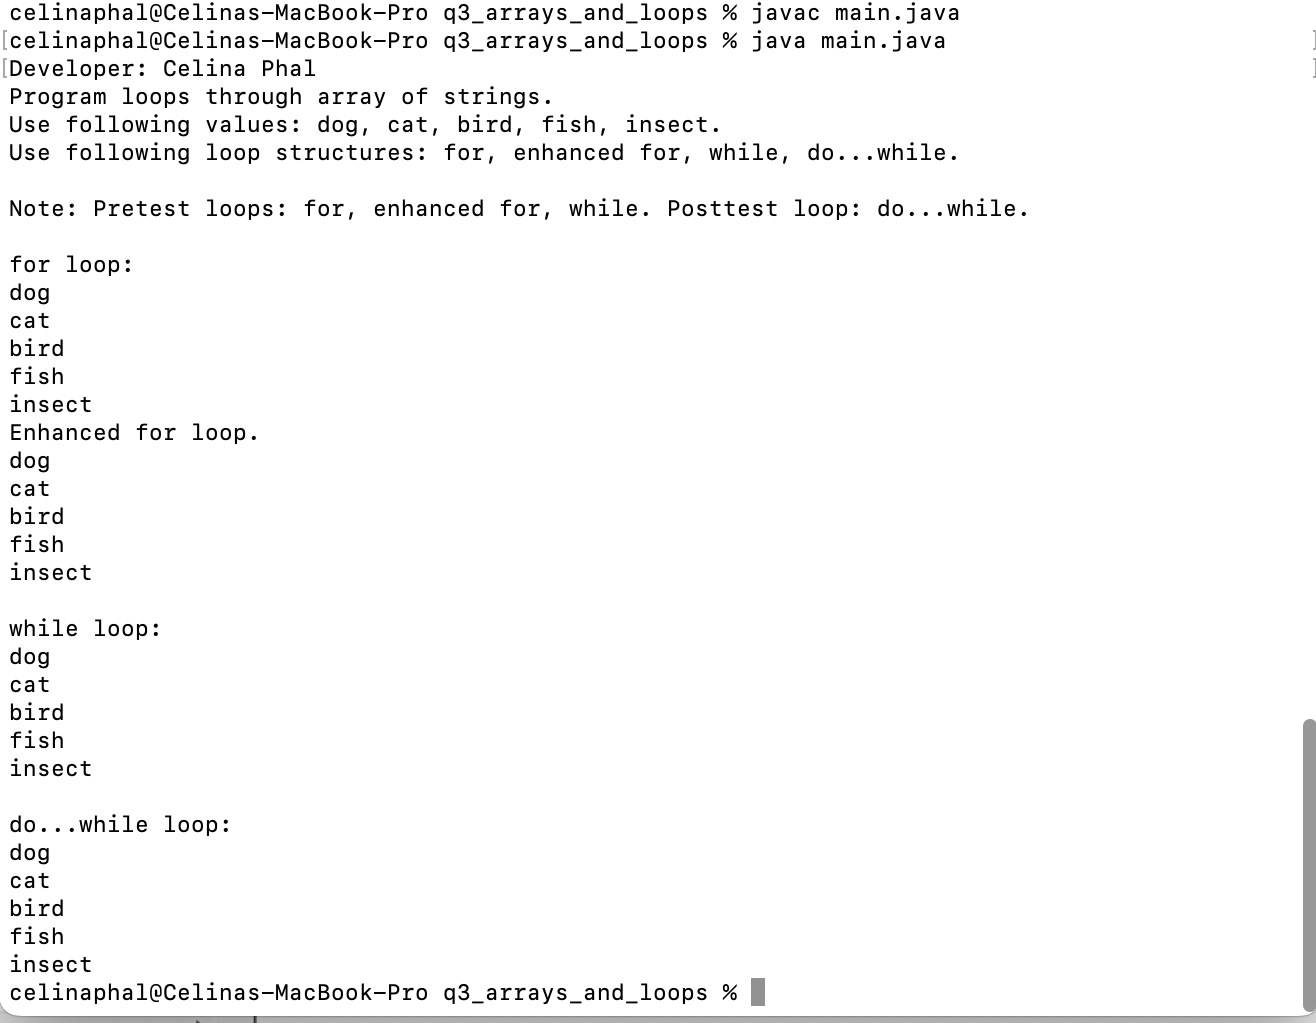 celinaphal@Celinas-MacBook-Pro q3_arrays_and_loops % javac main.java
[celinaphal@Celinas-MacBook-Pro q3_arrays_and_loops % java main.java ]
[Developer: Celina Phal ]
Program loops through array of strings.
Use following values: dog, cat, bird, fish, insect.
Use following loop structures: for, enhanced for, while, do...while.

Note: Pretest loops: for, enhanced for, while. Posttest loop: do...while.

for loop:
dog
cat
bird
fish
insect
Enhanced for loop.
dog
cat
bird
fish
insect

while loop:
dog
cat
bird
fish
insect

do...while loop:
dog
cat
bird
fish
insect
celinaphal@Celinas-MacBook-Pro q3_arrays_and_loops %